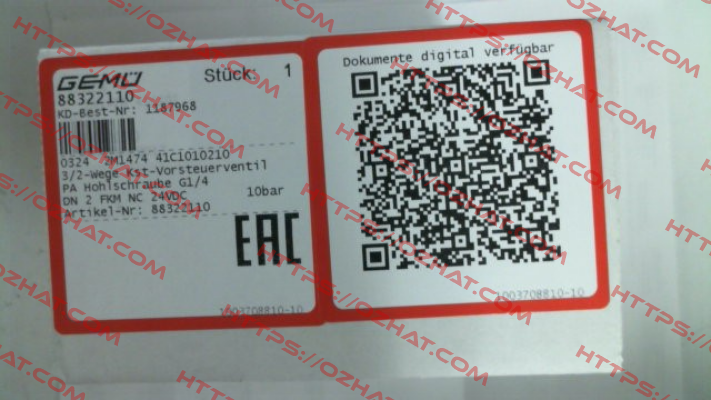 GEMÜ
Stück: 1
88322110
KD-Best-Nr: 1187968
0324 2M1474 41C1010210
3/2-Wege Kst-Vorsteuerventil
PA Hohlschraube G1/4
DN 2 FKM NC 24VDC 10bar
Artikel-Nr: 88322110
EAC
1003708810-10
Dokumente digital verfügbar
1003708810-10
HTTPS://OZHAT.COM